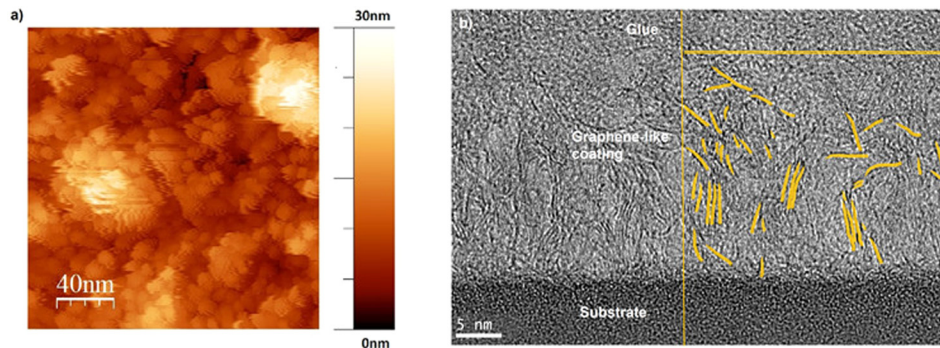 a)
30nm
40nm
0nm
b)
Glue
Graphene-like
coating
Substrate
5 nm